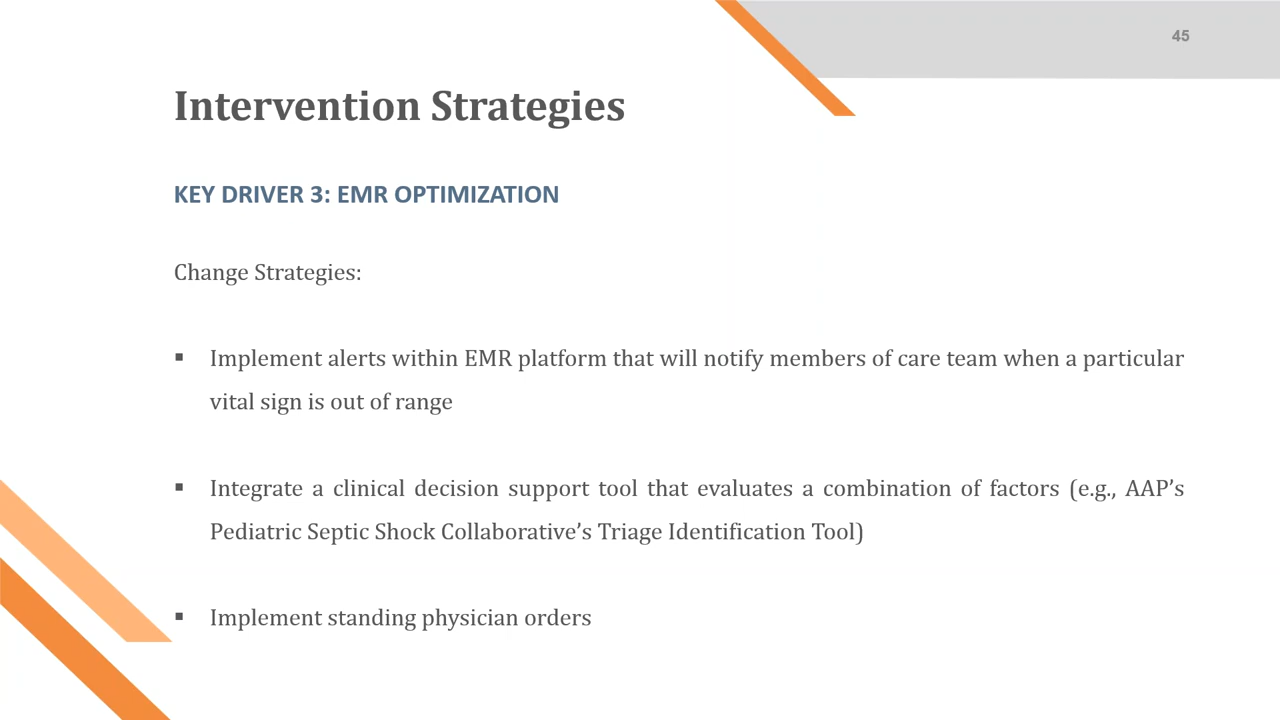 45
Intervention Strategies
KEY DRIVER 3: EMR OPTIMIZATION
Change Strategies:
▪ Implement alerts within EMR platform that will notify members of care team when a particular
vital sign is out of range
▪ Integrate a clinical decision support tool that evaluates a combination of factors (e.g., AAP’s
Pediatric Septic Shock Collaborative’s Triage Identification Tool)
▪ Implement standing physician orders